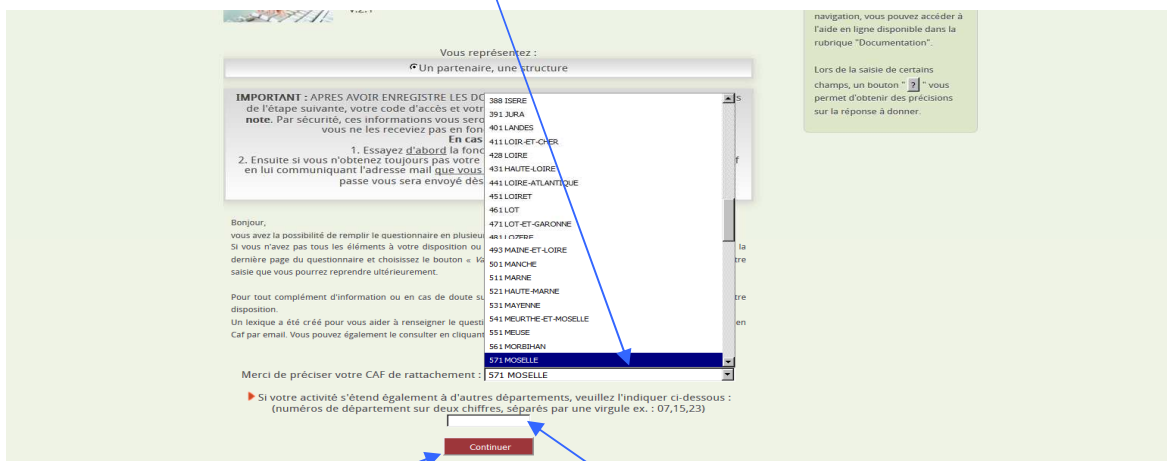 navigation, vous pouvez accéder à
l'aide en ligne disponible dans la
rubrique "Documentation".
Lors de la saisie de certains
champs, un bouton " ? " vous
permet d'obtenir des précisions
sur la réponse à donner.
Vous représentez :
Un partenaire, une structure
IMPORTANT : APRES AVOIR ENREGISTRE LES DO
de l'étape suivante, votre code d'accès et votr
note. Par sécurité, ces informations vous serc
vous ne les receviez pas en fon
En cas
1. Essayez d'abord la fonc
2. Ensuite si vous n'obtenez toujours pas votre
en lui communiquant l'adresse mail que vous
passe vous sera envoyé dès
Bonjour,
vous avez la possibilité de remplir le questionnaire en plusieur
Si vous n'avez pas tous les éléments à votre disposition ou la
dernière page du questionnaire et choisissez le bouton « Va tre
saisie que vous pourrez reprendre ultérieurement.
Pour tout complément d'information ou en cas de doute su tre
disposition.
Un lexique a été créé pour vous aider à renseigner le questi en
Caf par email. Vous pouvez également le consulter en cliquant
388 ISERE
391 JURA
401 LANDES
411 LOIR-ET-CHER
428 LOIRE
431 HAUTE-LOIRE
441 LOIRE-ATLANTIQUE
451 LOIRET
461 LOT
471 LOT-ET-GARONNE
481 LOZERE
493 MAINE-ET-LOIRE
501 MANCHE
511 MARNE
521 HAUTE-MARNE
531 MAYENNE
541 MEURTHE-ET-MOSELLE
551 MEUSE
561 MORBIHAN
571 MOSELLE
Merci de préciser votre CAF de rattachement : 571 MOSELLE
Si votre activité s'étend également à d'autres départements, veuillez l'indiquer ci-dessous :
(numéros de département sur deux chiffres, séparés par une virgule ex. : 07,15,23)
Continuer